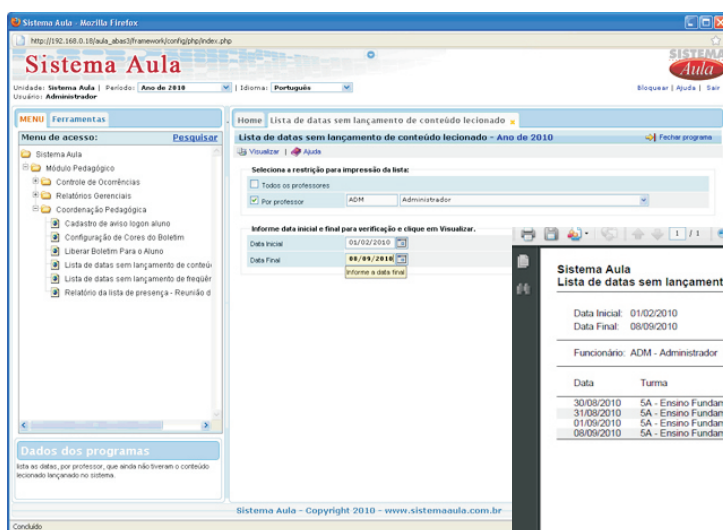 Sistema Aula - Mozilla Firefox
http://192.168.0.18/aula_abas3/framework/config/php/index.php
Sistema Aula
SISTEMA
Aula
Unidade: Sistema Aula | Período: Ano de 2010 | Idioma: Português
Bloquear | Ajuda | Sair
Usuário: Administrador
MENU Ferramentas
Menu de acesso: Pesquisar
Sistema Aula
Módulo Pedagógico
Controle de Ocorrências
Relatórios Gerenciais
Coordenação Pedagógica
Cadastro de aviso logon aluno
Configuração de Cores do Boletim
Liberar Boletim Para o Aluno
Lista de datas sem lançamento de conteú
Lista de datas sem lançamento de freqüên
Relatório da lista de presença - Reunião d
Dados dos programas
lista as datas, por professor, que ainda não tiveram o conteúdo
lecionado lançanado no sistema.
Home Lista de datas sem lançamento de conteúdo lecionado x
Lista de datas sem lançamento de conteúdo lecionado - Ano de 2010 Fechar programa
Visualizar | Ajuda
Seleciona a restrição para impressão da lista:
Todos os professores
Por professor ADM Administrador
Informe data inicial e final para verificação e clique em Visualizar.
Data Inicial 01/02/2010
Data Final 08/09/2010
Informe a data final
1 / 1
Sistema Aula
Lista de datas sem lançament
Data Inicial: 01/02/2010
Data Final: 08/09/2010
Funcionário: ADM - Administrador
Data Turma
30/08/2010 5A - Ensino Fundam
31/08/2010 5A - Ensino Fundam
01/09/2010 5A - Ensino Fundam
08/09/2010 5A - Ensino Fundam
Sistema Aula - Copyright 2010 - www.sistemaaula.com.br
Concluído